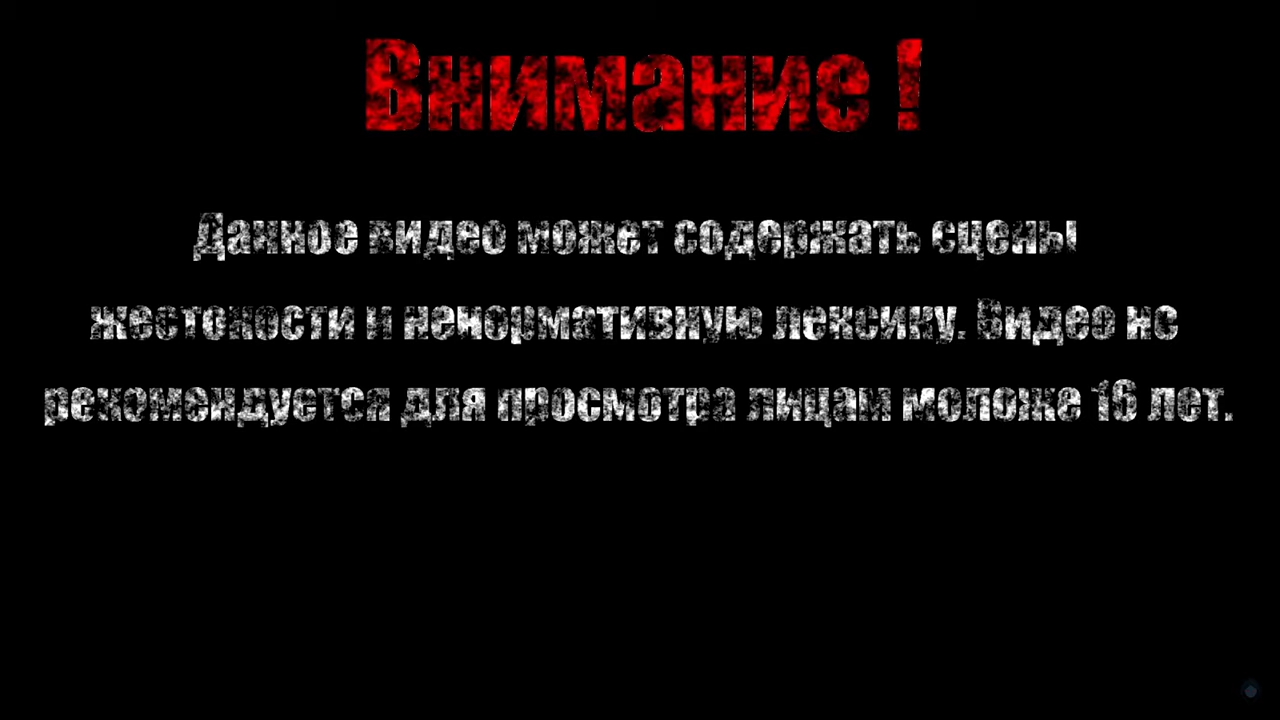 Внимание !
Данное видео может содержать сцены
жестокости и ненормативную лексику. Видео не
рекомендуется для просмотра лицам моложе 16 лет.